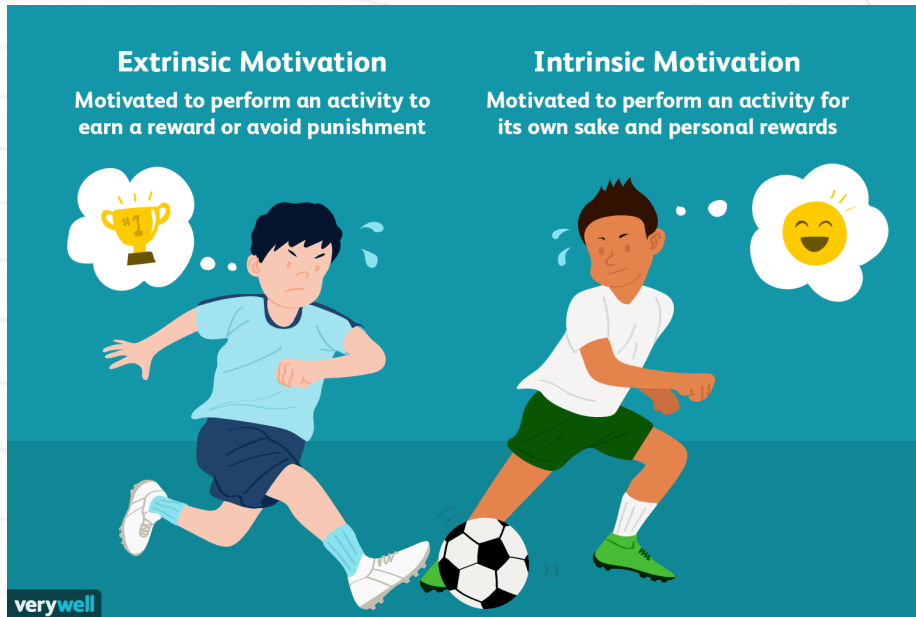 Extrinsic Motivation
Motivated to perform an activity to
earn a reward or avoid punishment
Intrinsic Motivation
Motivated to perform an activity for
its own sake and personal rewards
#1
verywell